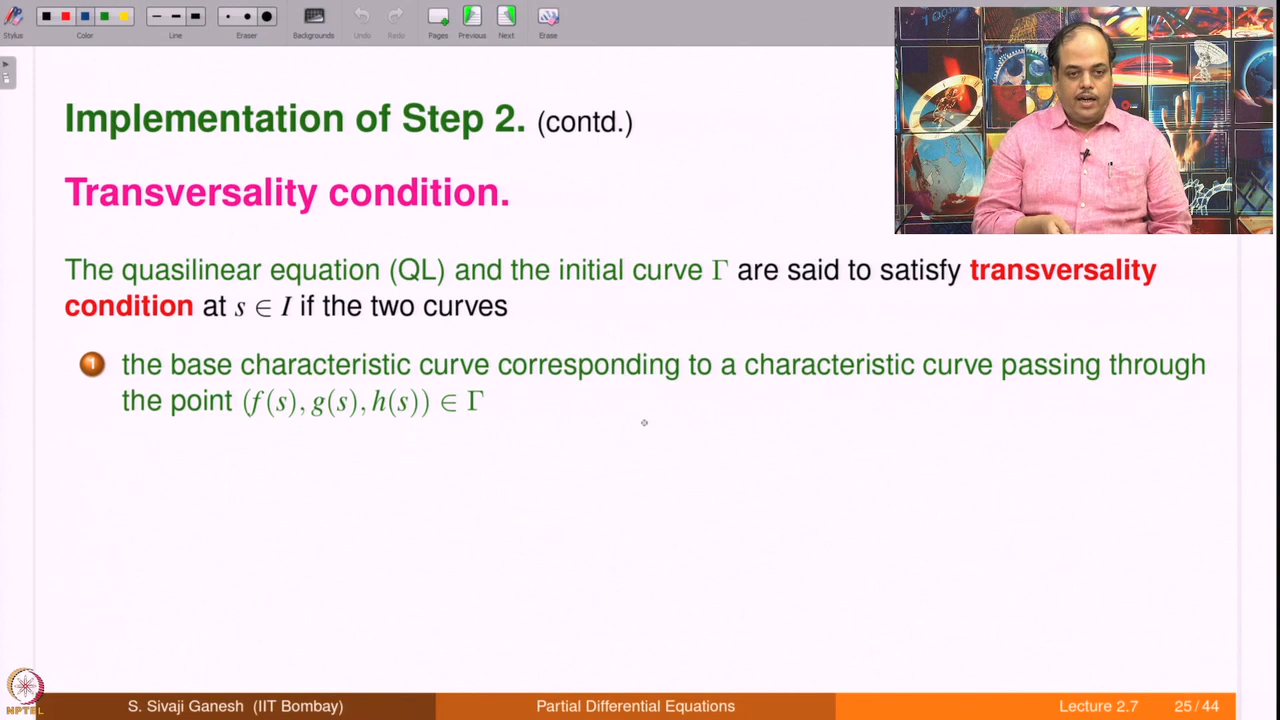 Stylus
Color
Line
Eraser
Backgrounds
Undo
Redo
Pages
Previous
Next
Erase
Implementation of Step 2. (contd.)
Transversality condition.
The quasilinear equation (QL) and the initial curve Γ are said to satisfy transversality
condition at s ∈ I if the two curves
1 the base characteristic curve corresponding to a characteristic curve passing through
the point (f(s), g(s), h(s)) ∈ Γ
NPTEL
S. Sivaji Ganesh (IIT Bombay)
Partial Differential Equations
Lecture 2.7
25/44